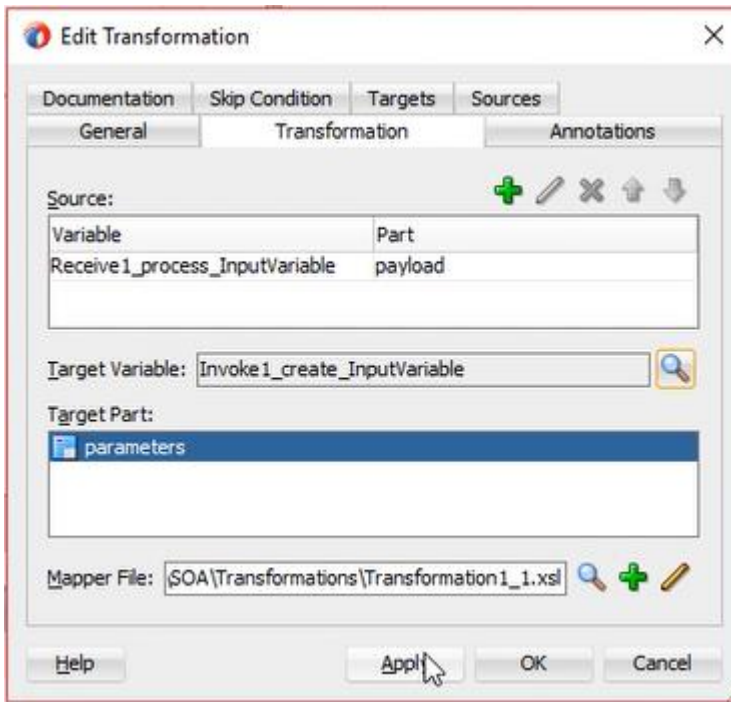 Edit Transformation
Documentation Skip Condition Targets Sources
General Transformation Annotations
Source:
Variable Part
Receive1_process_InputVariable payload
Target Variable: Invoke1_create_InputVariable
Target Part:
parameters
Mapper File: SOA\Transformations\Transformation1_1.xsl
Help Apply OK Cancel